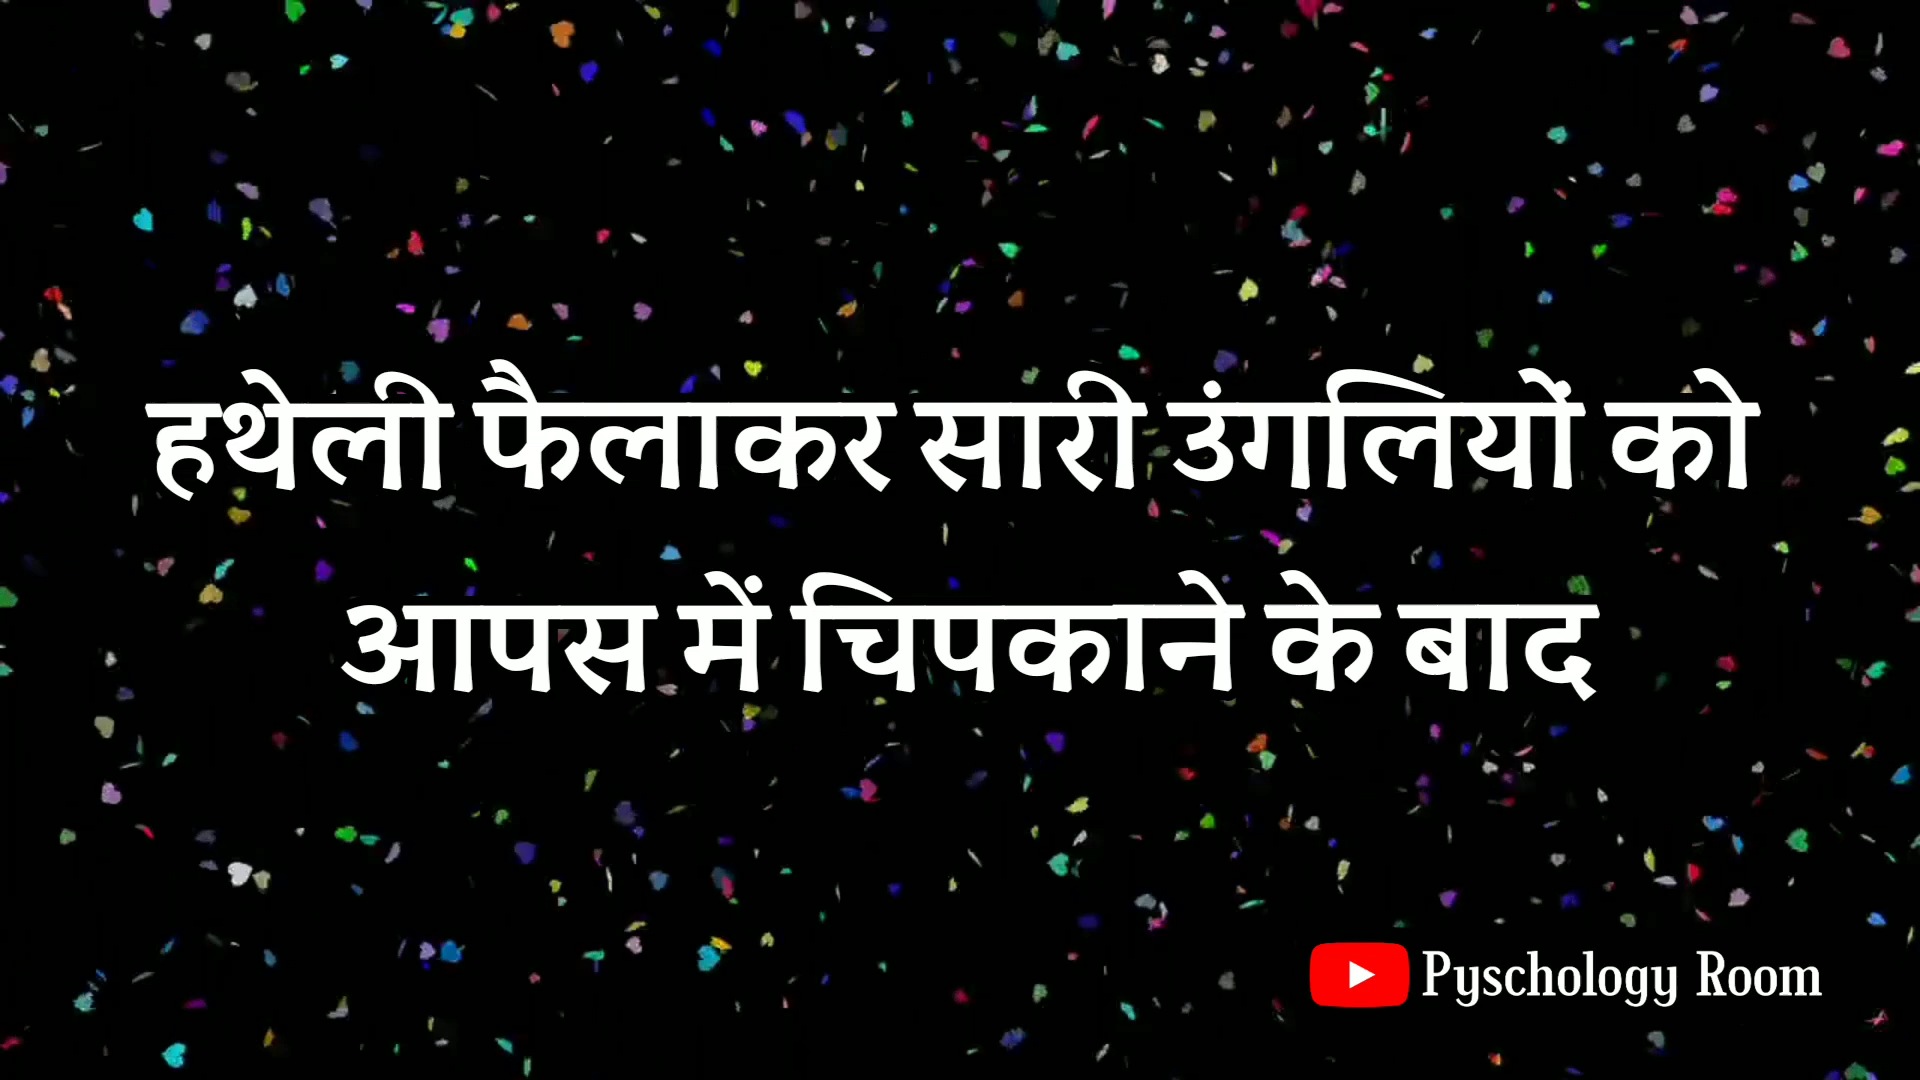 हथेली फैलाकर सारी उंगलियों को
आपस में चिपकाने के बाद
Pyschology Room